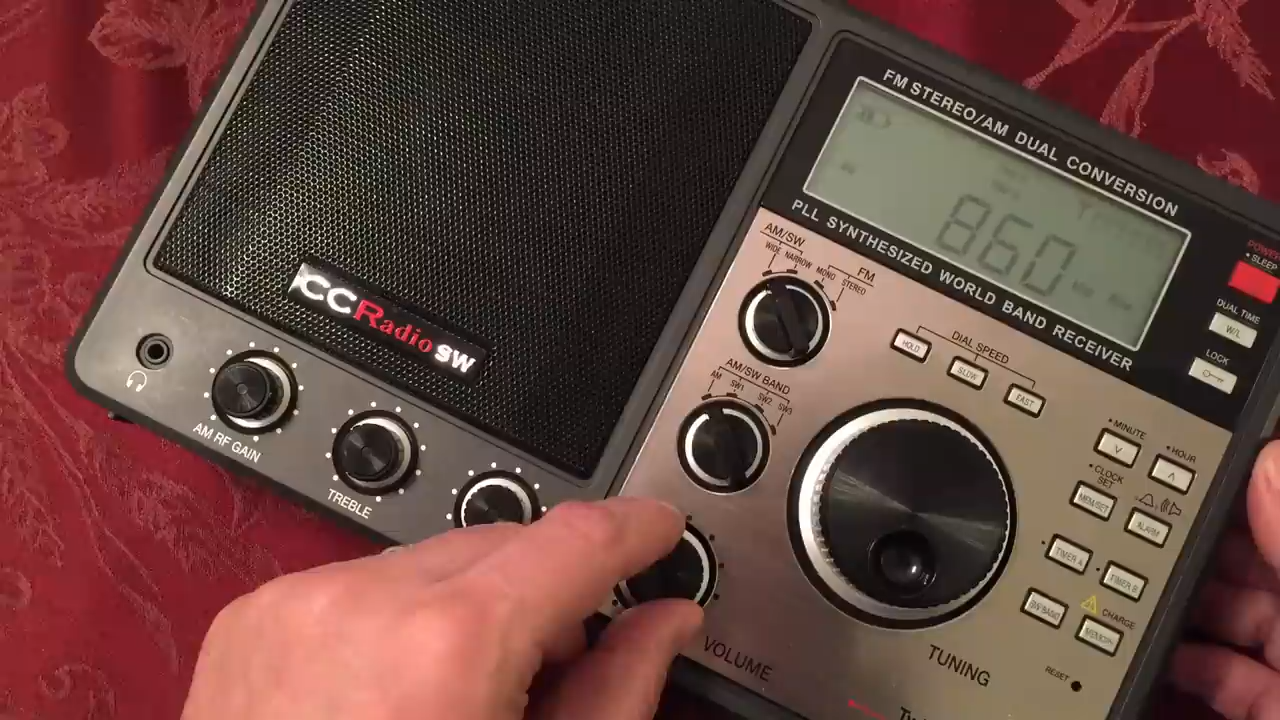 FM STEREO/AM DUAL CONVERSION
860
PLL SYNTHESIZED WORLD BAND RECEIVER
POWER
• SLEEP
DUAL TIME
W/L
LOCK
AM/SW
WIDE NARROW
FM
MONO STEREO
DIAL SPEED
HOLD
SLOW
FAST
AM/SW BAND
AM SW1 SW2 SW3
• MINUTE
• HOUR
• CLOCK
SET
MEM/SET
ALARM
TIMER A
TIMER B
CHARGE
MEMORY
RESET
CCRadio SW
AM RF GAIN
TREBLE
VOLUME
TUNING